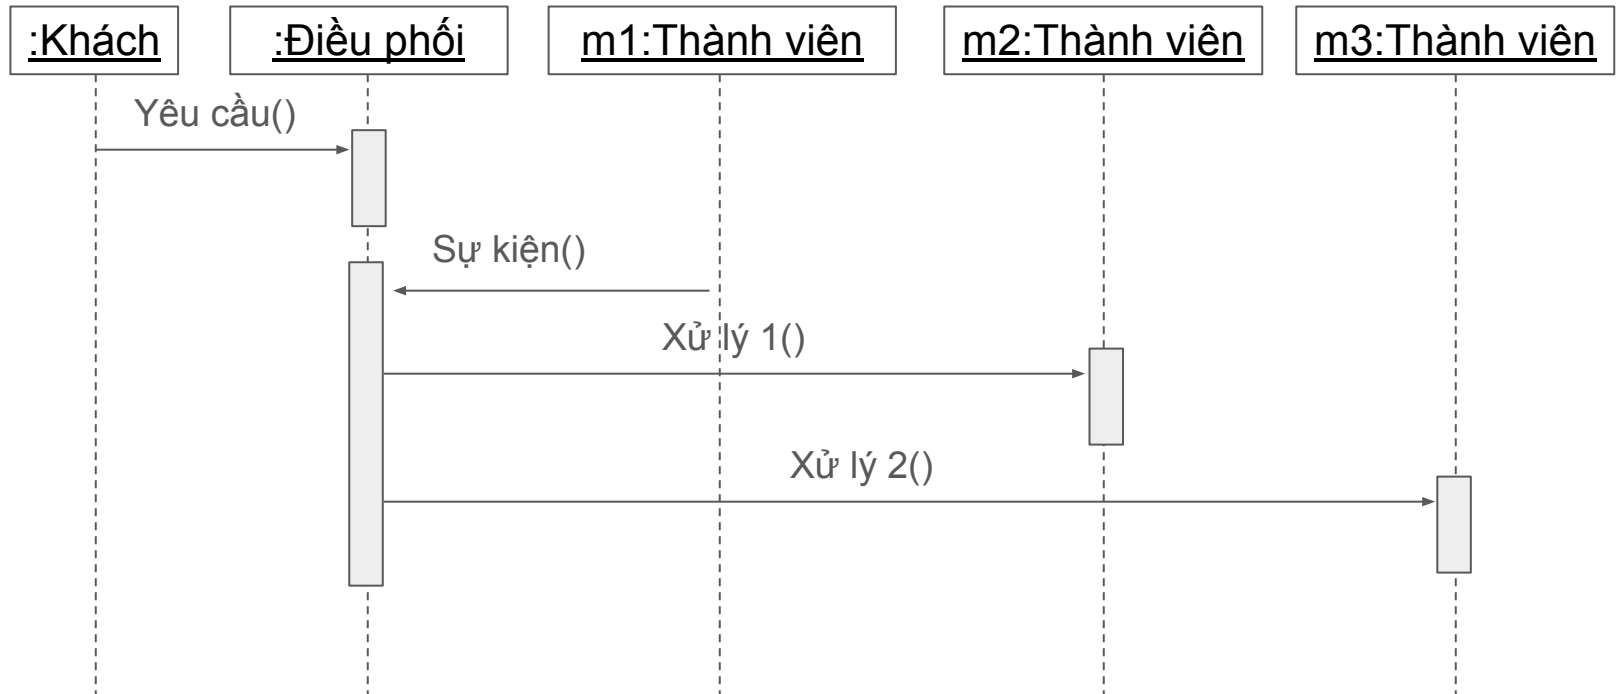 :Khách
:Điều phối
m1:Thành viên
m2:Thành viên
m3:Thành viên
Yêu cầu()
Sự kiện()
Xử lý 1()
Xử lý 2()